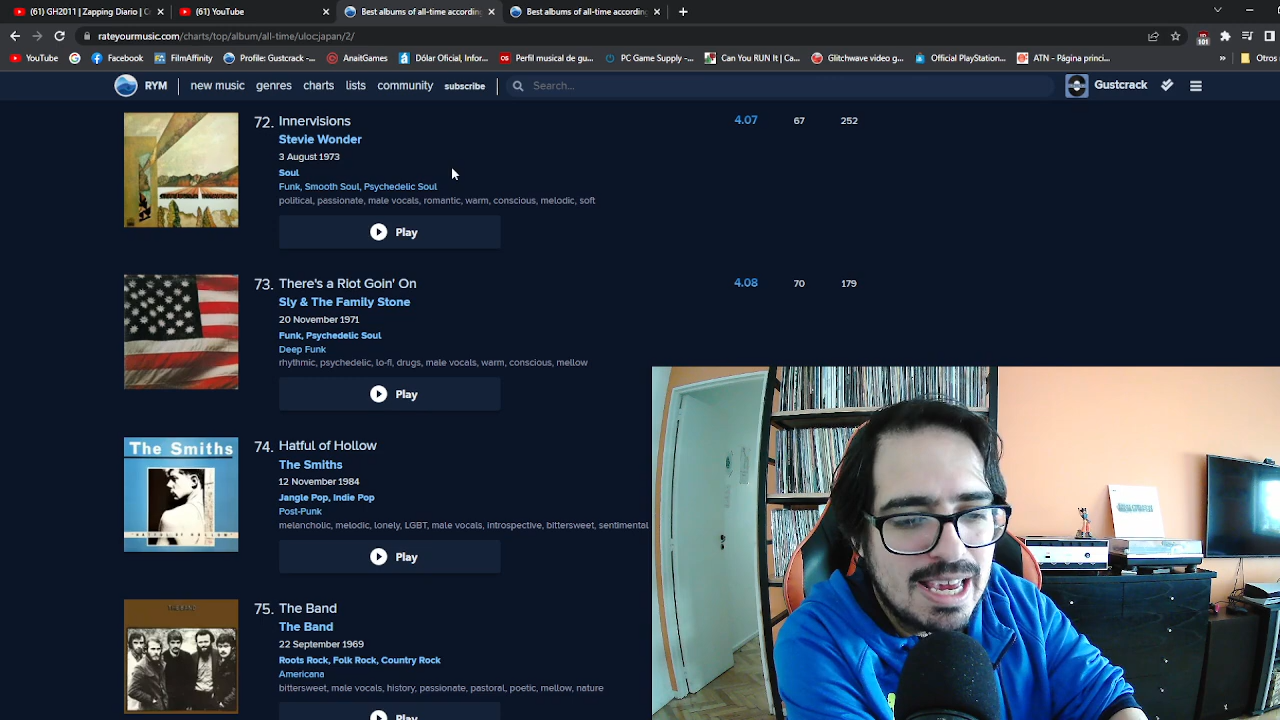 (61) GH2011 | Zapping Diario | C
(61) YouTube
Best albums of all-time according
Best albums of all-time according
rateyourmusic.com/charts/top/album/all-time/ulocjapan/2/
101
YouTube
Facebook
FilmAffinity
Profile: Gustcrack -...
AnaitGames
Dólar Oficial, Infor...
Perfil musical de gu...
PC Game Supply -...
Can You RUN It | Ca...
Glitchwave video g...
Official PlayStation...
ATN - Página princi...
»
Otros
RYM
new music
genres
charts
lists
community
subscribe
Search...
Gustcrack
72. Innervisions
Stevie Wonder
3 August 1973
Soul
Funk, Smooth Soul, Psychedelic Soul
political, passionate, male vocals, romantic, warm, conscious, melodic, soft
Play
4.07 67 252
73. There's a Riot Goin' On
Sly & The Family Stone
20 November 1971
Funk, Psychedelic Soul
Deep Funk
rhythmic, psychedelic, lo-fi, drugs, male vocals, warm, conscious, mellow
Play
4.08 70 179
The Smiths
"HATFUL OF HOLLOW"
74. Hatful of Hollow
The Smiths
12 November 1984
Jangle Pop, Indie Pop
Post-Punk
melancholic, melodic, lonely, LGBT, male vocals, introspective, bittersweet, sentimental
Play
THE BAND
75. The Band
The Band
22 September 1969
Roots Rock, Folk Rock, Country Rock
Americana
bittersweet, male vocals, history, passionate, pastoral, poetic, mellow, nature
Play